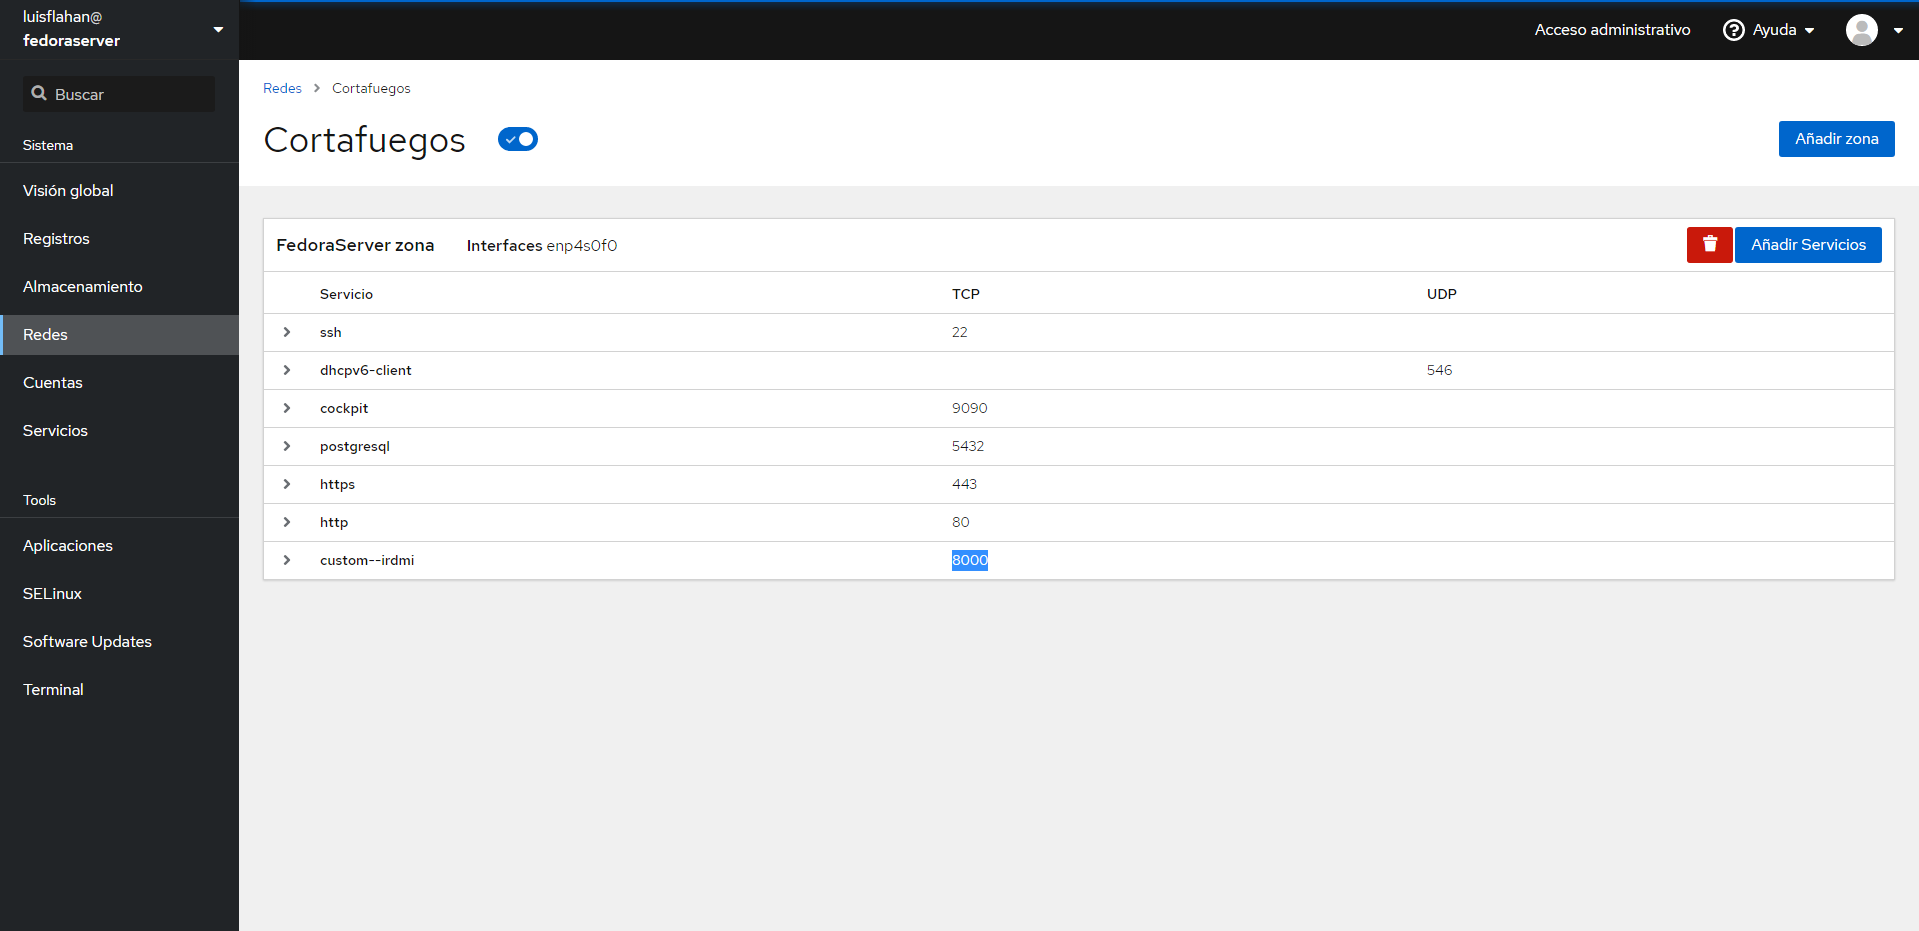 luisflahan@
fedoraserver
Acceso administrativo
Ayuda
Buscar
Sistema
Visión global
Registros
Almacenamiento
Redes
Cuentas
Servicios
Tools
Aplicaciones
SELinux
Software Updates
Terminal
Redes > Cortafuegos
Cortafuegos
Añadir zona
FedoraServer zona Interfaces enp4s0f0
Añadir Servicios
Servicio TCP UDP
ssh 22
dhcpv6-client 546
cockpit 9090
postgresql 5432
https 443
http 80
custom--irdmi 8000